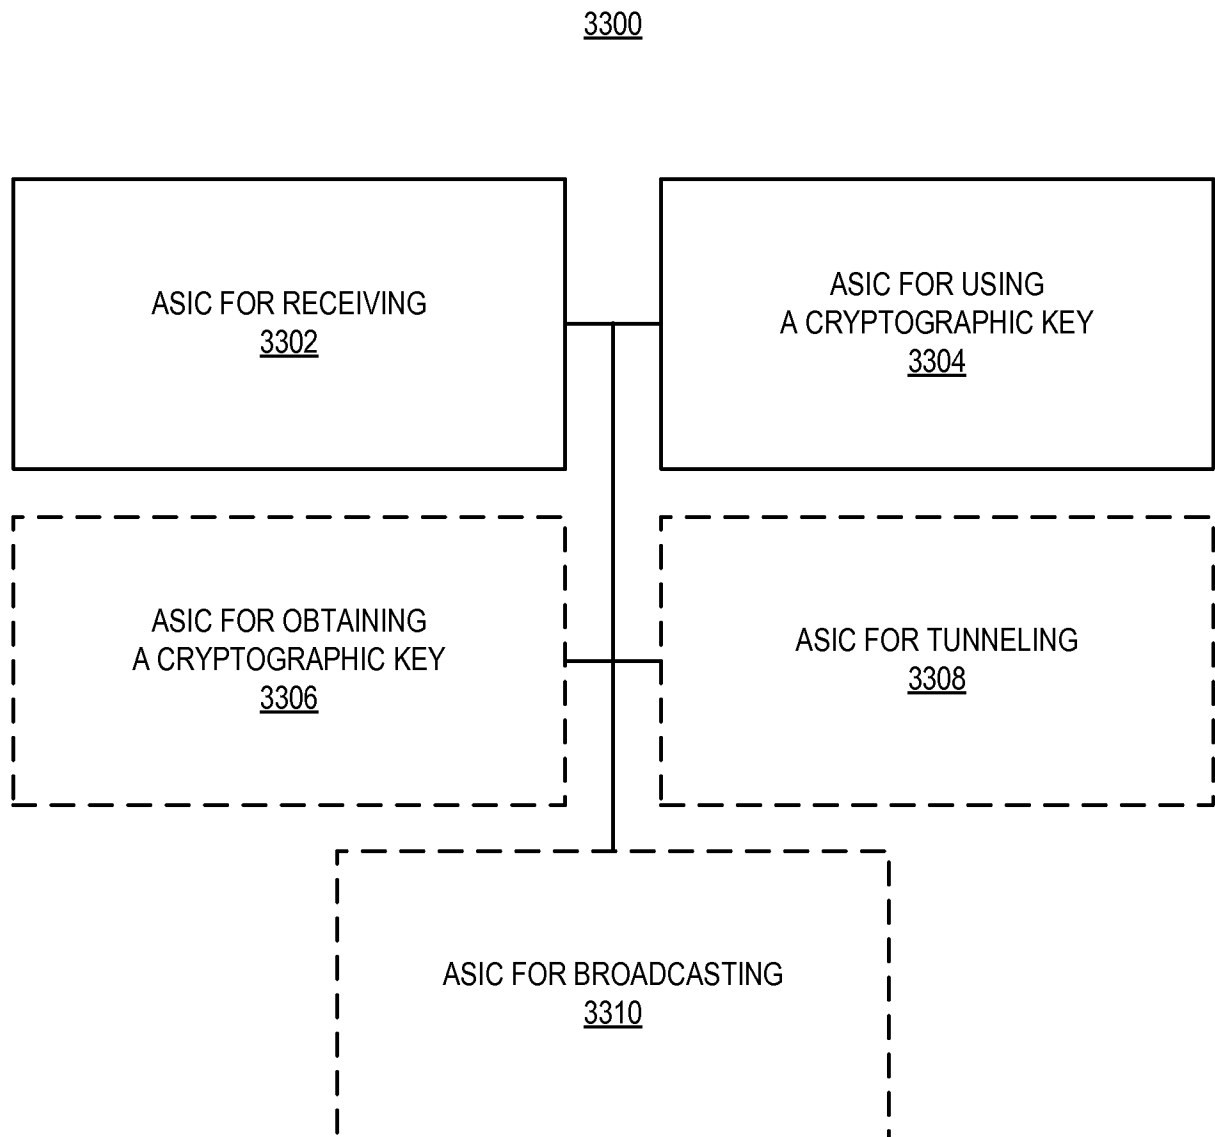 3300
ASIC FOR RECEIVING
3302
ASIC FOR USING
A CRYPTOGRAPHIC KEY
3304
ASIC FOR OBTAINING
A CRYPTOGRAPHIC KEY
3306
ASIC FOR TUNNELING
3308
ASIC FOR BROADCASTING
3310